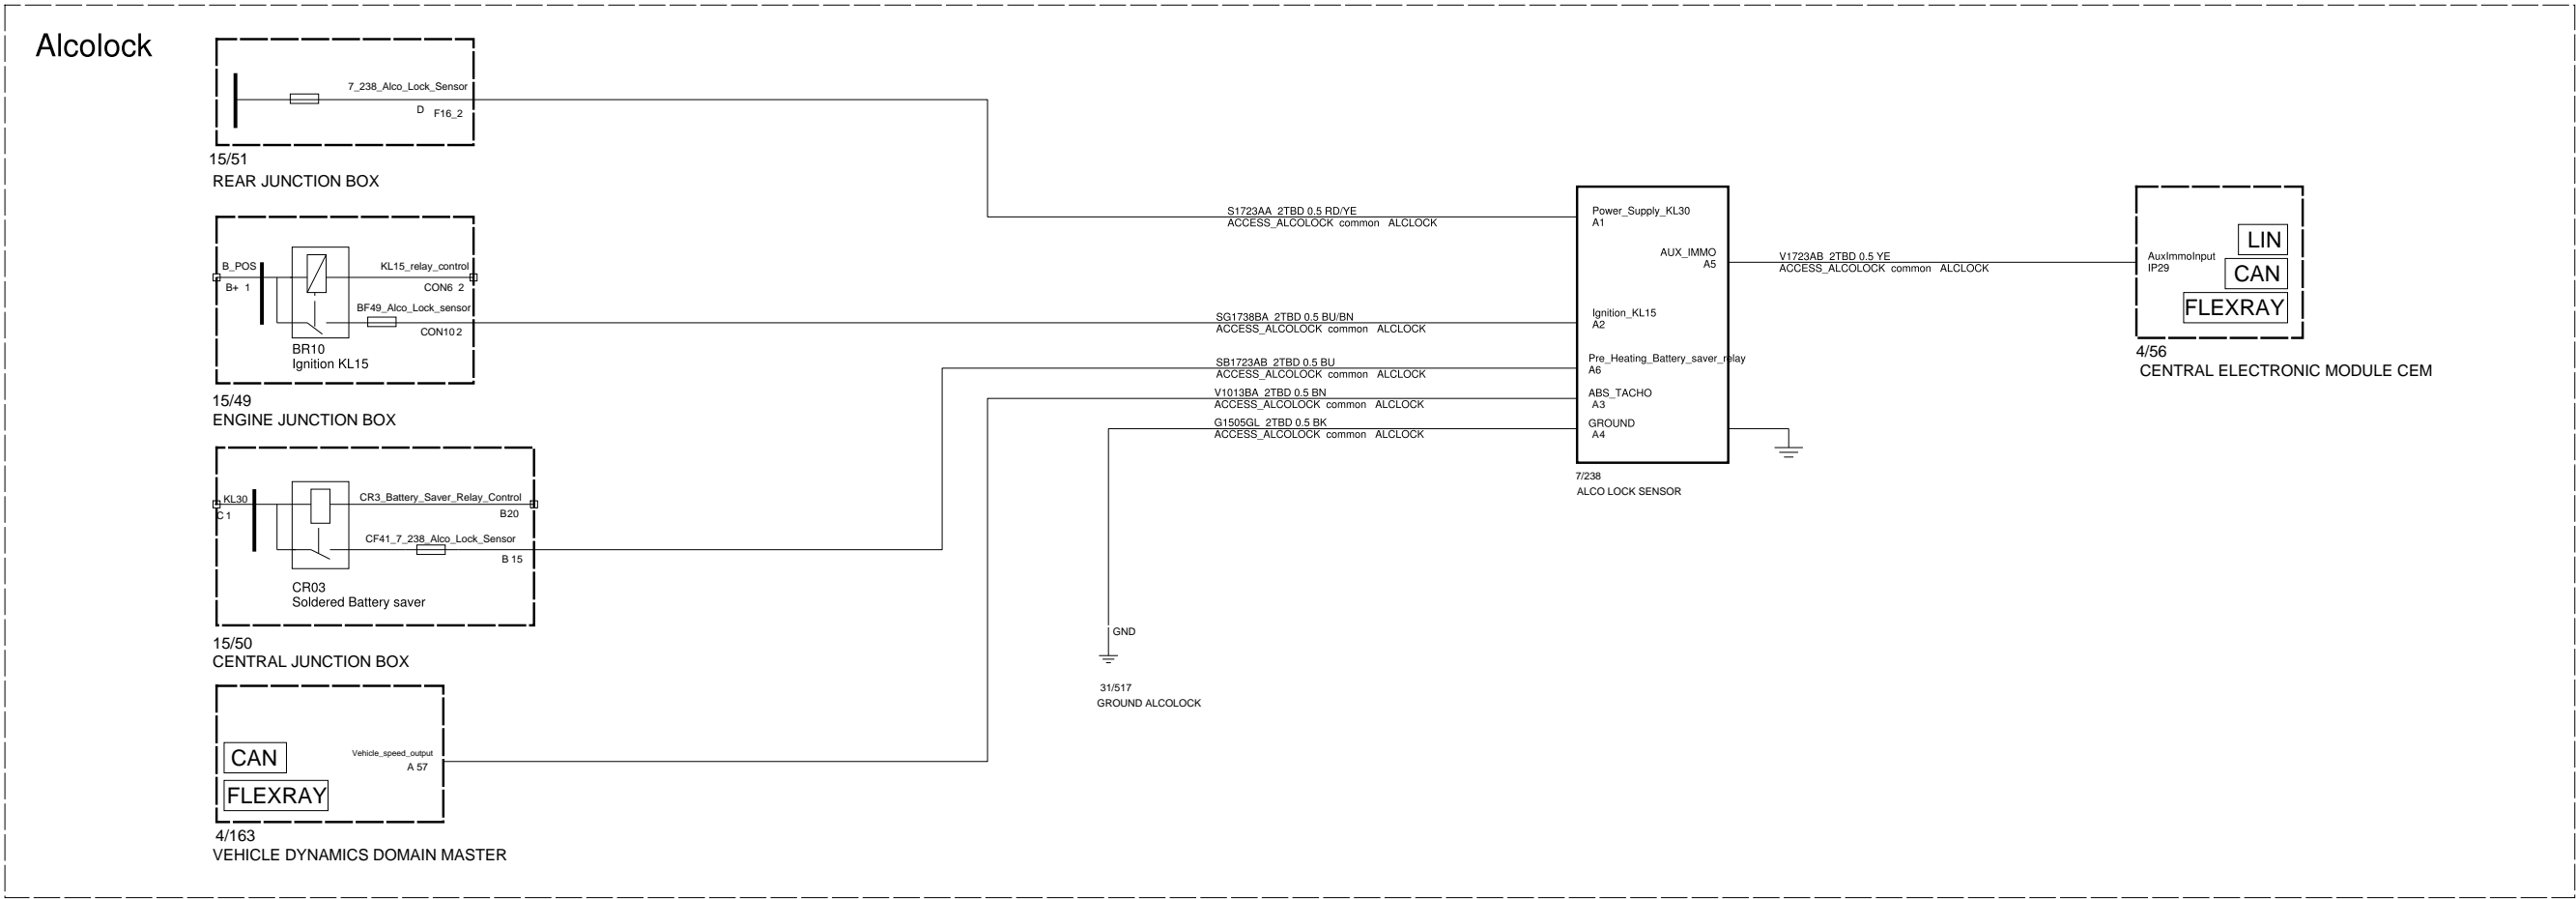 Alcolock
7_238_Alco_Lock_Sensor
D F16_2
15/51
REAR JUNCTION BOX
B_POS
B+ 1
KL15_relay_control
CON6 2
BF49_Alco_Lock_sensor
CON10 2
BR10
Ignition KL15
15/49
ENGINE JUNCTION BOX
KL30
C 1
CR3_Battery_Saver_Relay_Control
B20
CF41_7_238_Alco_Lock_Sensor
B 15
CR03
Soldered Battery saver
15/50
CENTRAL JUNCTION BOX
CAN
FLEXRAY
Vehicle_speed_output
A 57
4/163
VEHICLE DYNAMICS DOMAIN MASTER
S1723AA 2TBD 0.5 RD/YE
ACCESS_ALCOLOCK common ALCLOCK
SG1738BA 2TBD 0.5 BU/BN
ACCESS_ALCOLOCK common ALCLOCK
SB1723AB 2TBD 0.5 BU
ACCESS_ALCOLOCK common ALCLOCK
V1013BA 2TBD 0.5 BN
ACCESS_ALCOLOCK common ALCLOCK
G1505GL 2TBD 0.5 BK
ACCESS_ALCOLOCK common ALCLOCK
GND
31/517
GROUND ALCOLOCK
Power_Supply_KL30
A1
AUX_IMMO
A5
Ignition_KL15
A2
Pre_Heating_Battery_saver_relay
A6
ABS_TACHO
A3
GROUND
A4
7/238
ALCO LOCK SENSOR
V1723AB 2TBD 0.5 YE
ACCESS_ALCOLOCK common ALCLOCK
AuxImmoInput
IP29
LIN
CAN
FLEXRAY
4/56
CENTRAL ELECTRONIC MODULE CEM